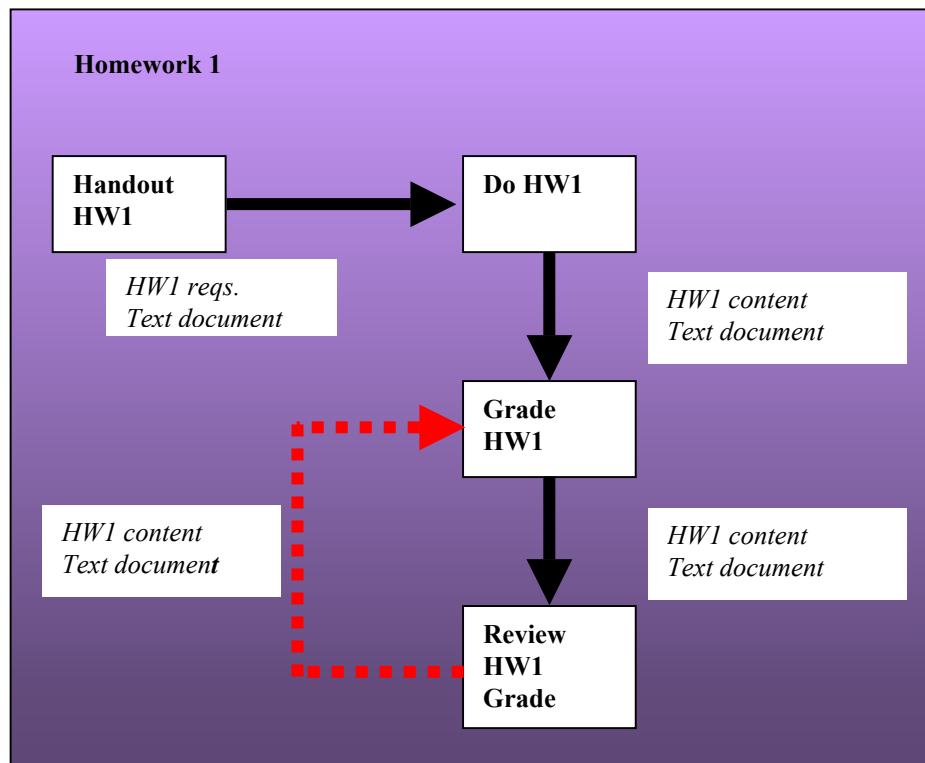 Homework 1
Handout
HW1
Do HW1
HW1 reqs.
Text document
HW1 content
Text document
Grade
HW1
HW1 content
Text document
HW1 content
Text document
Review
HW1
Grade